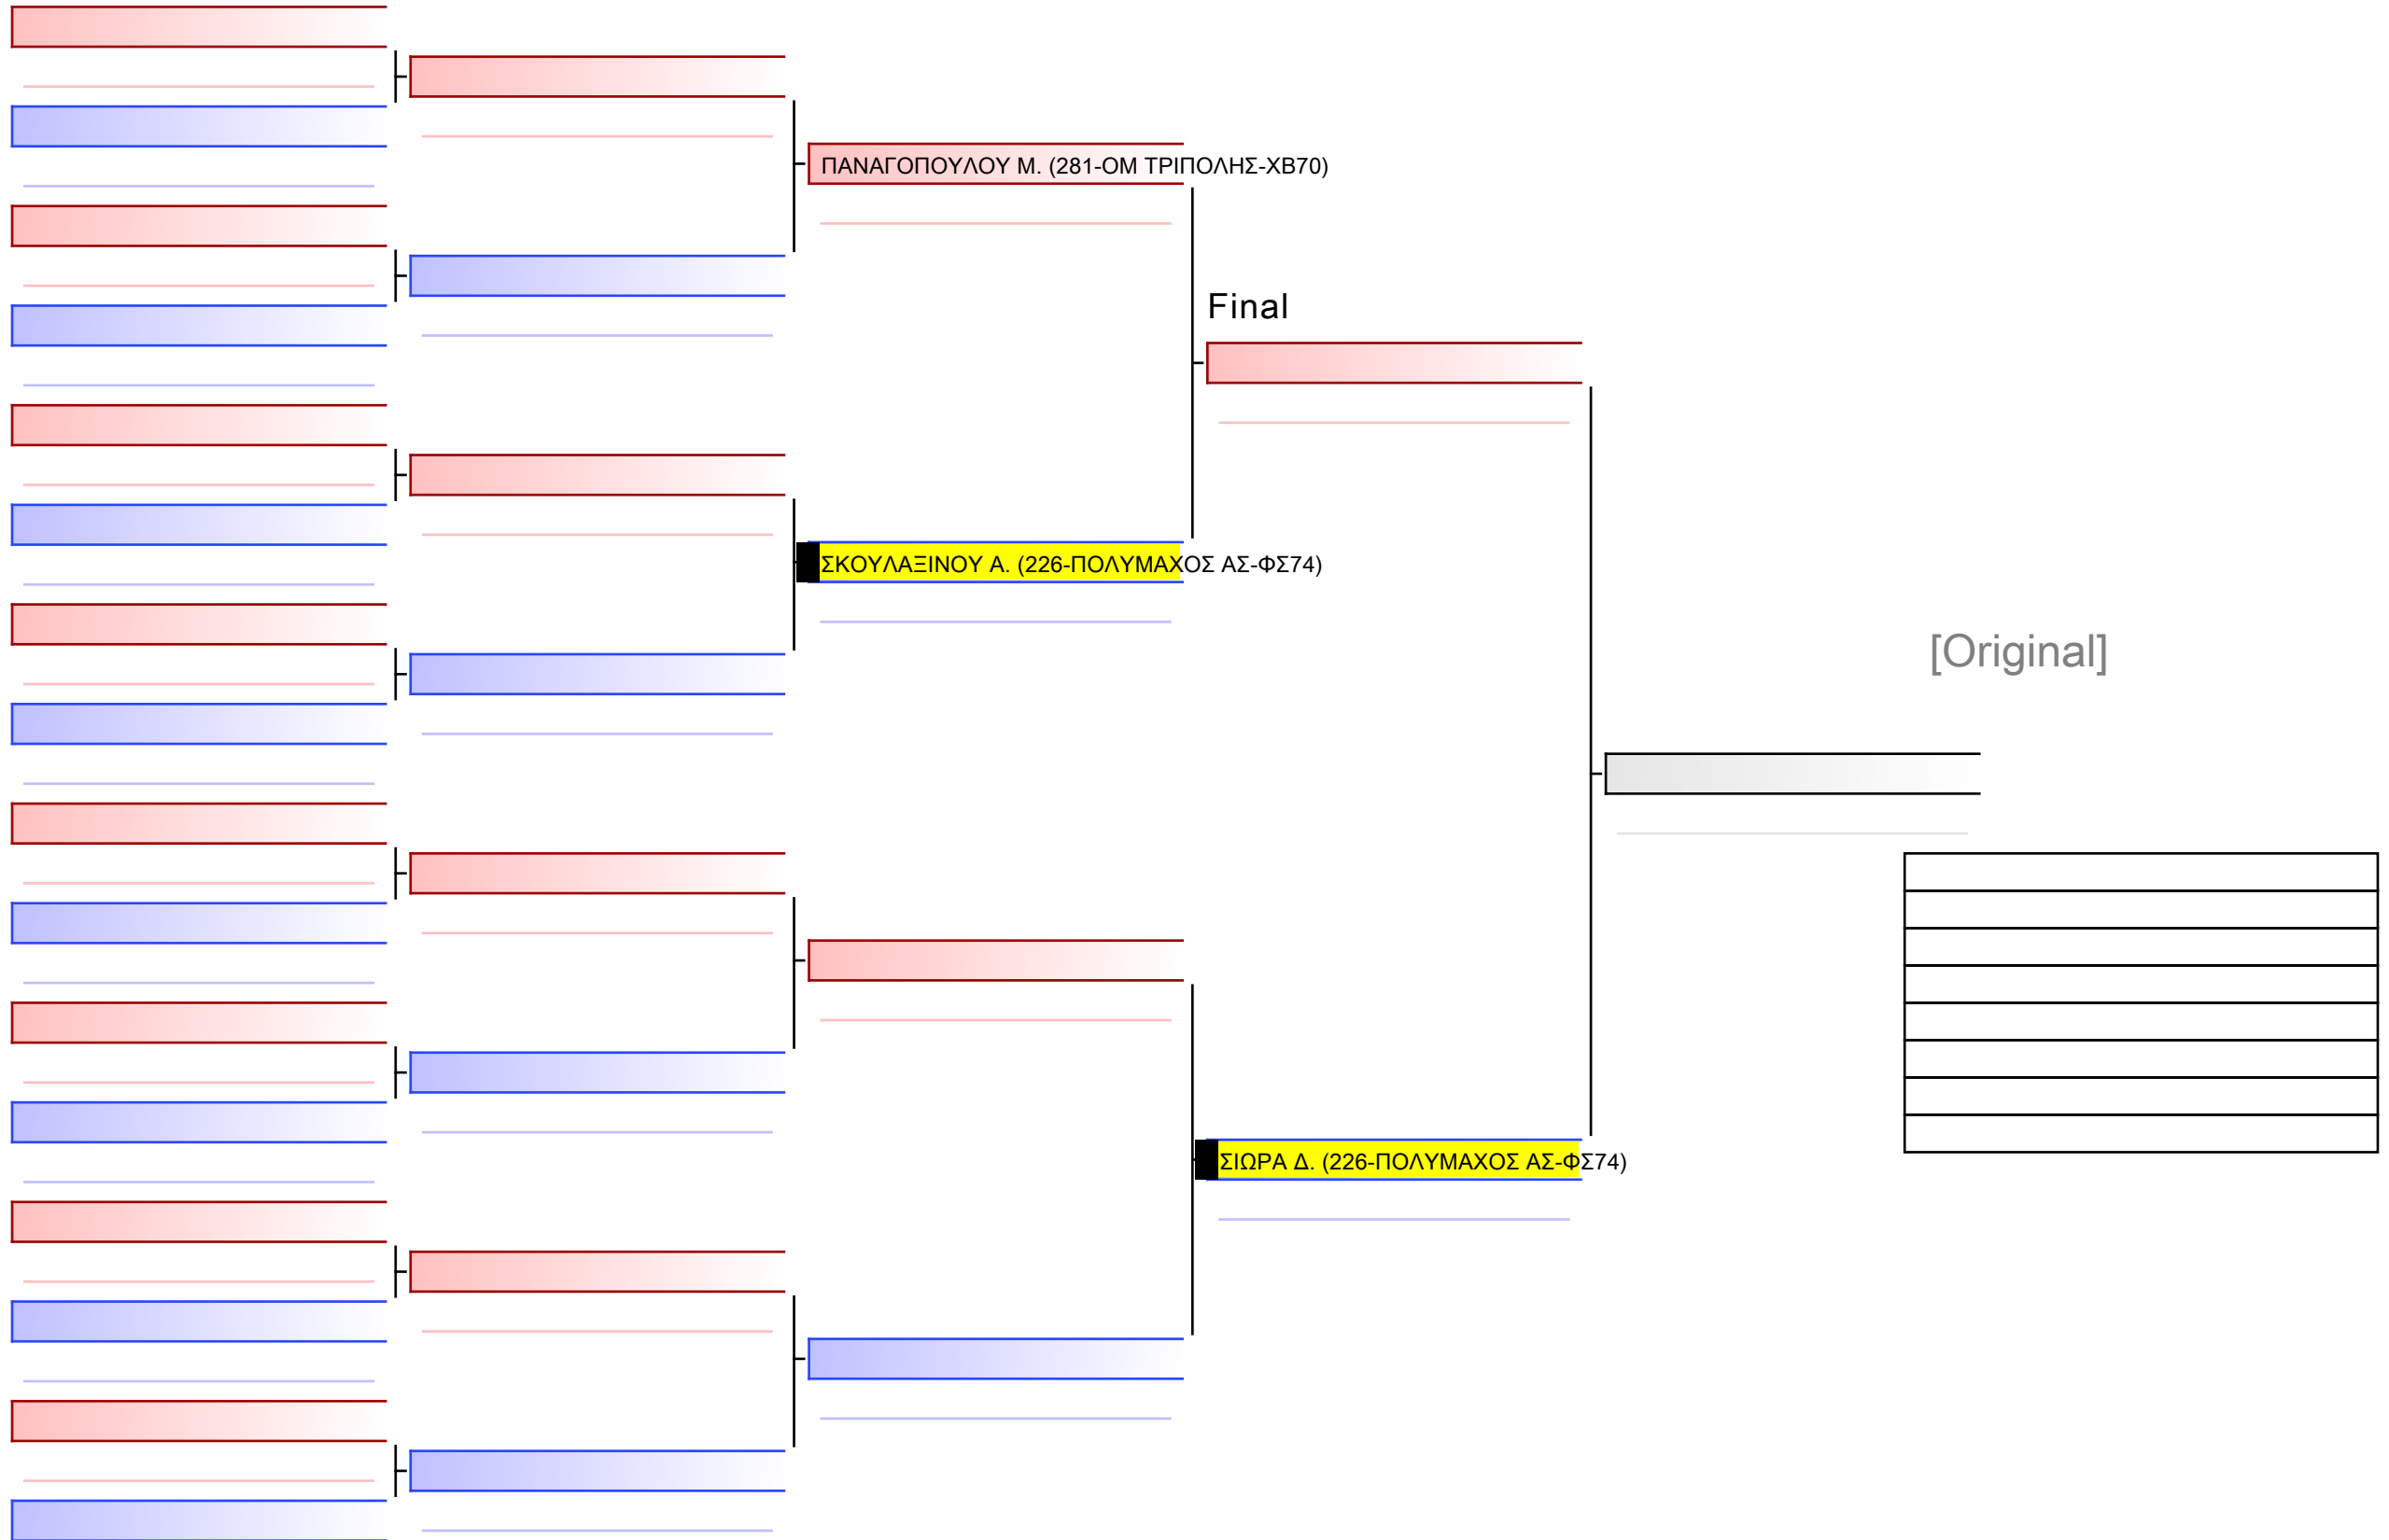 ΠΑΝΑΓΟΠΟΥΛΟΥ Μ. (281-ΟΜ ΤΡΙΠΟΛΗΣ-ΧΒ70)
Final
ΣΚΟΥΛΑΞΙΝΟΥ Α. (226-ΠΟΛΥΜΑΧΟΣ ΑΣ-ΦΣ74)
[Original]
ΣΙΩΡΑ Δ. (226-ΠΟΛΥΜΑΧΟΣ ΑΣ-ΦΣ74)